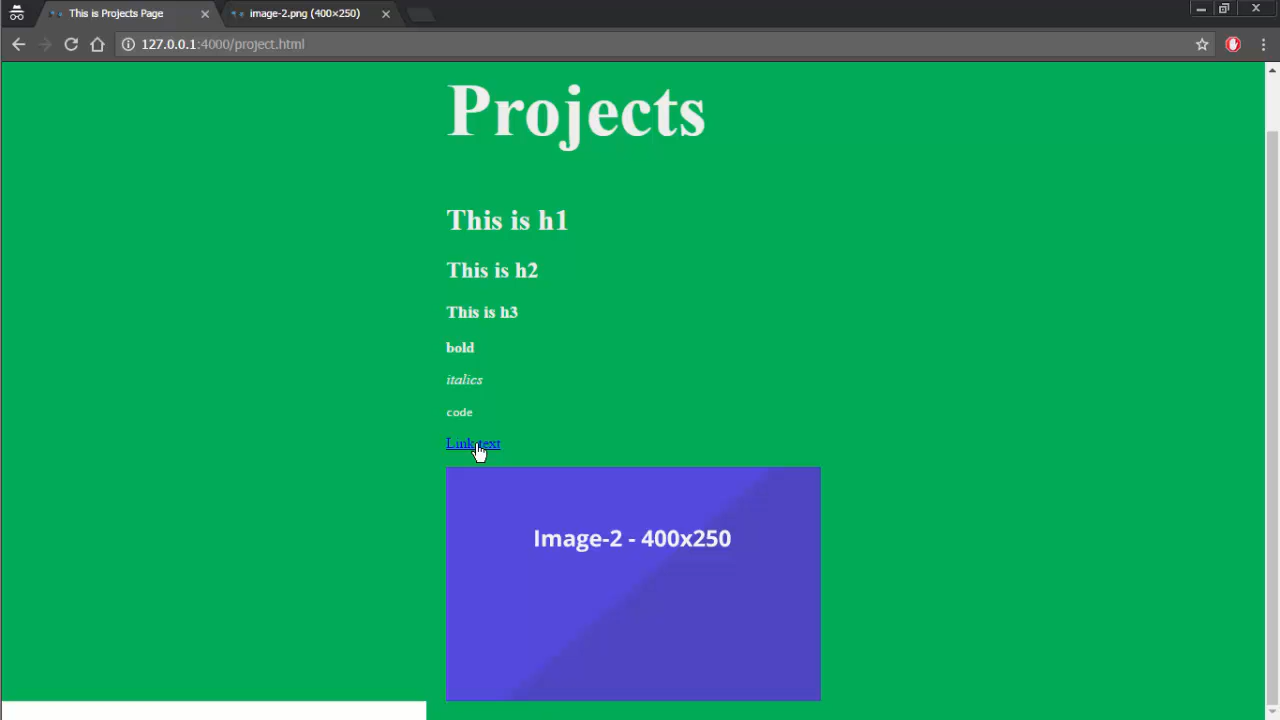 This is Projects Page
image-2.png (400×250)
127.0.0.1:4000/project.html
Projects
This is h1
This is h2
This is h3
bold
italics
code
Link text
Image-2 - 400x250